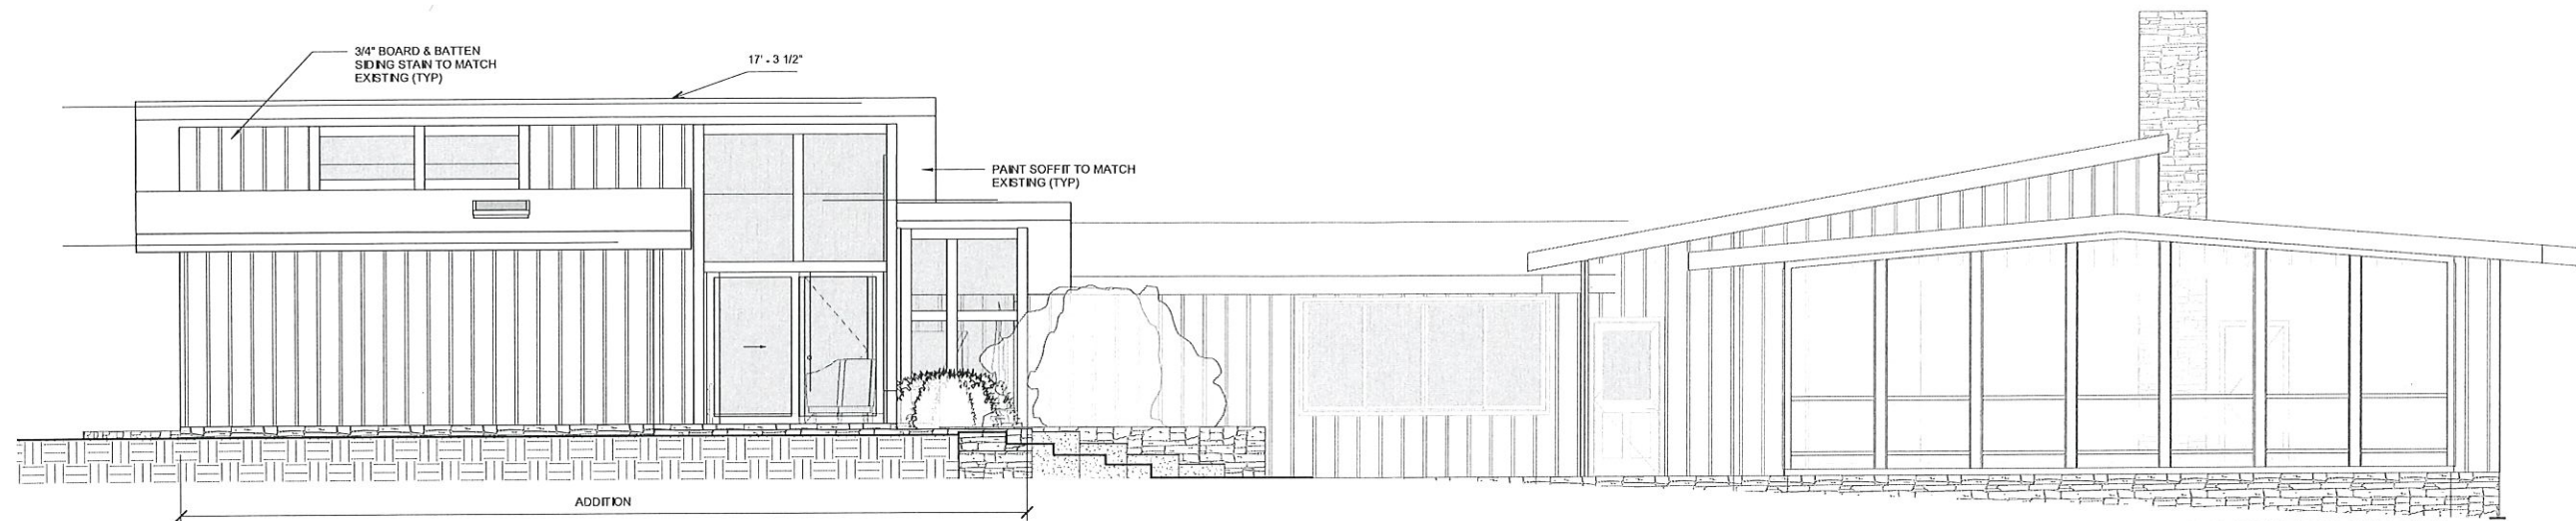 3/4" BOARD & BATTEN
SIDING STAIN TO MATCH
EXISTING (TYP)
17' - 3 1/2"
PAINT SOFFIT TO MATCH
EXISTING (TYP)
ADDITION